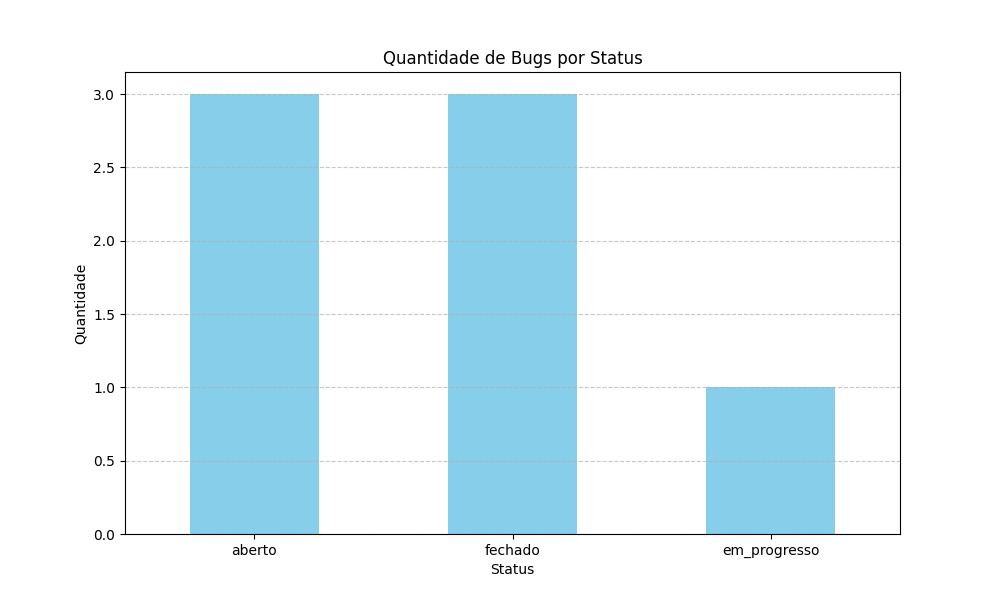 Quantidade de Bugs por Status
Quantidade
3.0
2.5
2.0
1.5
1.0
0.5
0.0
aberto
fechado
em_progresso
Status